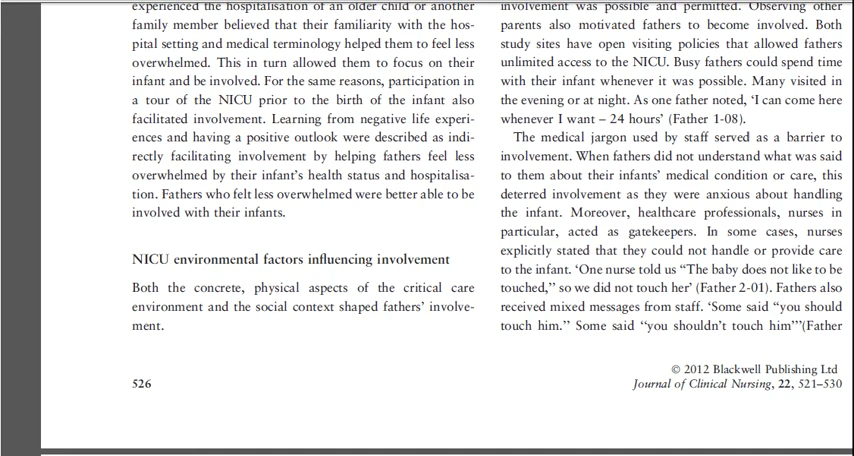 experienced the hospitalisation of an older child or another
family member believed that their familiarity with the hos-
pital setting and medical terminology helped them to feel less
overwhelmed. This in turn allowed them to focus on their
infant and be involved. For the same reasons, participation in
a tour of the NICU prior to the birth of the infant also
facilitated involvement. Learning from negative life experi-
ences and having a positive outlook were described as indi-
rectly facilitating involvement by helping fathers feel less
overwhelmed by their infant's health status and hospitalisa-
tion. Fathers who felt less overwhelmed were better able to be
involved with their infants.
NICU environmental factors influencing involvement
Both the concrete, physical aspects of the critical care
environment and the social context shaped fathers' involve-
ment.
involvement was possible and permitted. Observing other
parents also motivated fathers to become involved. Both
study sites have open visiting policies that allowed fathers
unlimited access to the NICU. Busy fathers could spend time
with their infant whenever it was possible. Many visited in
the evening or at night. As one father noted, 'I can come here
whenever I want – 24 hours' (Father 1-08).
The medical jargon used by staff served as a barrier to
involvement. When fathers did not understand what was said
to them about their infants' medical condition or care, this
deterred involvement as they were anxious about handling
the infant. Moreover, healthcare professionals, nurses in
particular, acted as gatekeepers. In some cases, nurses
explicitly stated that they could not handle or provide care
to the infant. 'One nurse told us "The baby does not like to be
touched," so we did not touch her' (Father 2-01). Fathers also
received mixed messages from staff. 'Some said "you should
touch him." Some said "you shouldn't touch him"'(Father
© 2012 Blackwell Publishing Ltd
526
Journal of Clinical Nursing, 22, 521–530